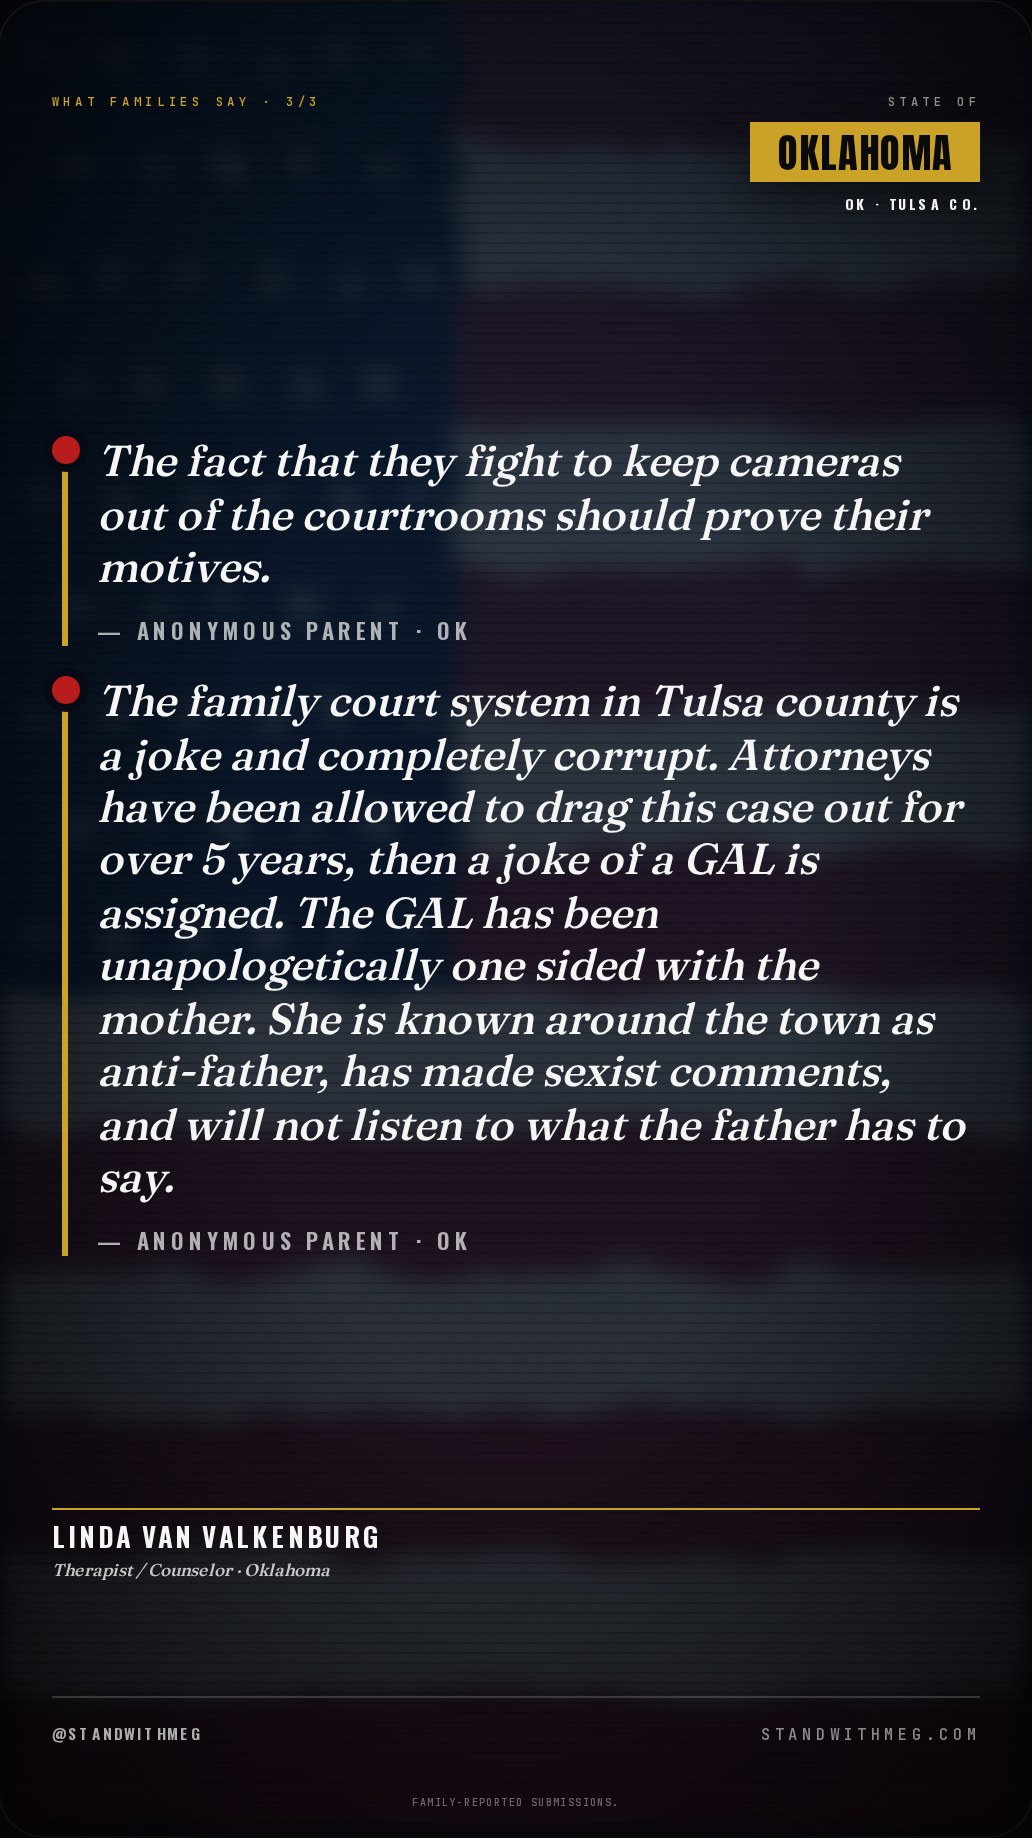 WHAT FAMILIES SAY · 3/3
STATE OF
OKLAHOMA
OK · TULSA CO.
The fact that they fight to keep cameras
out of the courtrooms should prove their
motives.
— ANONYMOUS PARENT · OK
The family court system in Tulsa county is
a joke and completely corrupt. Attorneys
have been allowed to drag this case out for
over 5 years, then a joke of a GAL is
assigned. The GAL has been
unapologetically one sided with the
mother. She is known around the town as
anti-father, has made sexist comments,
and will not listen to what the father has to
say.
— ANONYMOUS PARENT · OK
LINDA VAN VALKENBURG
Therapist / Counselor · Oklahoma
@STANDWITHMEG
STANDWITHMEG.COM
FAMILY-REPORTED SUBMISSIONS.